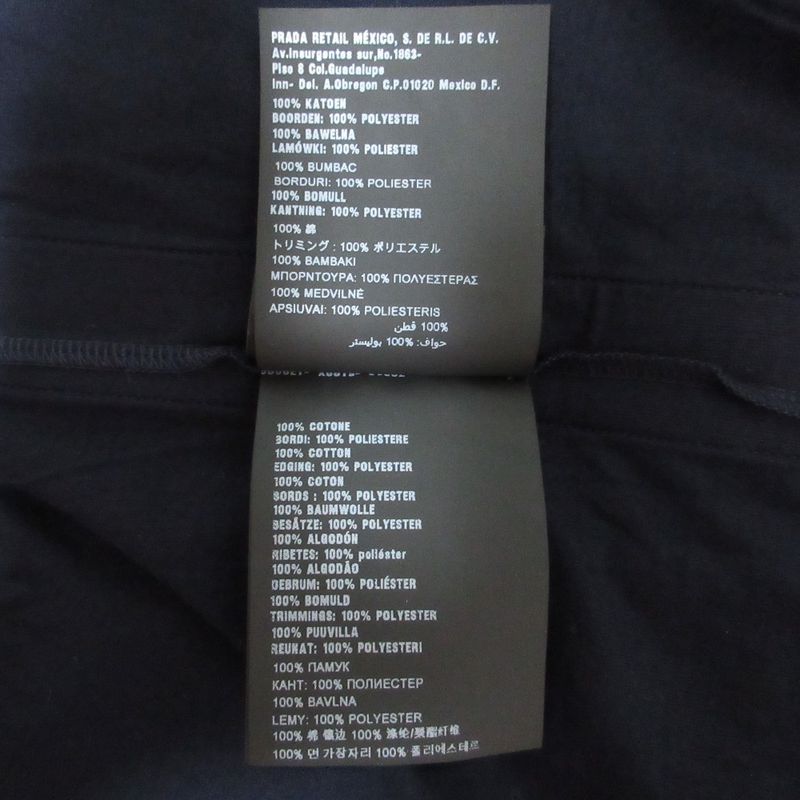 PRADA RETAIL MÉXICO, S. DE R.L. DE C.V.
Av.Insurgentes sur,No.1863-
Piso 8 Col.Guadalupe
Inn- Del. A.Obregon C.P.01020 Mexico D.F.
100% KATOEN
BOORDEN: 100% POLYESTER
100% BAWEŁNA
LAMÓWKI: 100% POLIESTER
100% BUMBAC
BORDURI: 100% POLIESTER
100% BOMULL
KANTNING: 100% POLYESTER
100% 綿
トリミング : 100% ポリエステル
100% ΒΑΜΒΑΚΙ
ΜΠΟΡΝΤΟΥΡΑ: 100% ΠΟΛΥΕΣΤΕΡΑΣ
100% MEDVILNĖ
APSIUVAI: 100% POLIESTERIS
100% قطن
حواف: 100% بوليستر
100% COTONE
BORDI: 100% POLIESTERE
100% COTTON
EDGING: 100% POLYESTER
100% COTON
BORDS : 100% POLYESTER
100% BAUMWOLLE
BESÄTZE: 100% POLYESTER
100% ALGODÓN
RIBETES: 100% poliéster
100% ALGODÃO
DEBRUM: 100% POLIÉSTER
100% BOMULD
TRIMMINGS: 100% POLYESTER
100% PUUVILLA
REUNAT: 100% POLYESTERI
100% ПАМУК
КАНТ: 100% ПОЛИЕСТЕР
100% BAVLNA
LEMY: 100% POLYESTER
100% 棉 镶边 100% 涤纶/聚酯纤维
100% 면 가장자리 100% 폴리에스테르